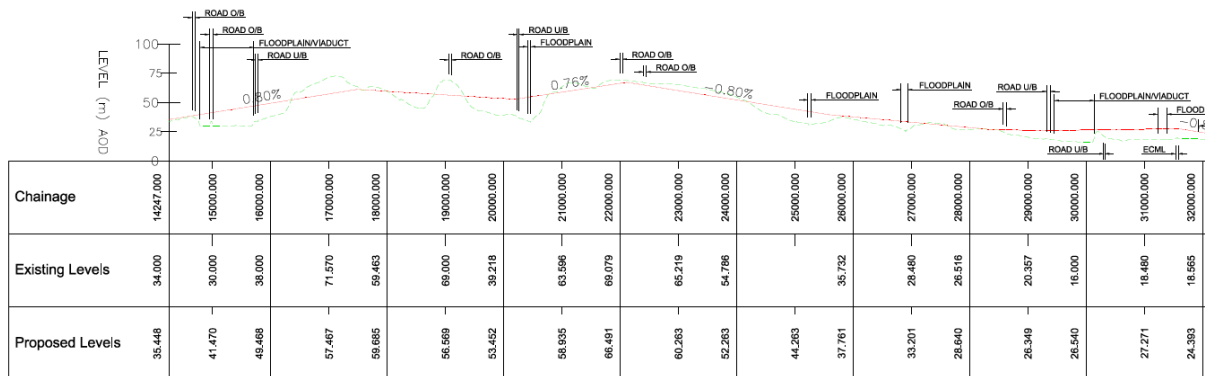 ROAD O/B
ROAD O/B
FLOODPLAIN/VIADUCT
ROAD U/B
ROAD O/B
ROAD U/B
FLOODPLAIN
ROAD O/B
ROAD O/B
FLOODPLAIN
FLOODPLAIN
ROAD O/B
ROAD U/B
FLOODPLAIN/VIADUCT
FLOOD
ROAD U/B
ECML
LEVEL (m) AOD
100
75
50
25
0
0.80%
0.76%
-0.80%
Chainage 14247.000 15000.000 16000.000 17000.000 18000.000 19000.000 20000.000 21000.000 22000.000 23000.000 24000.000 25000.000 26000.000 27000.000 28000.000 29000.000 30000.000 31000.000 32000.000
Existing Levels 34.000 30.000 38.000 71.570 59.463 69.000 39.218 63.596 69.079 65.219 54.786 35.732 28.480 26.516 20.357 16.000 18.480 18.565
Proposed Levels 35.448 41.470 49.468 57.467 59.685 56.569 53.452 58.935 66.491 60.263 52.263 44.263 37.761 33.201 28.640 26.349 26.540 27.271 24.393